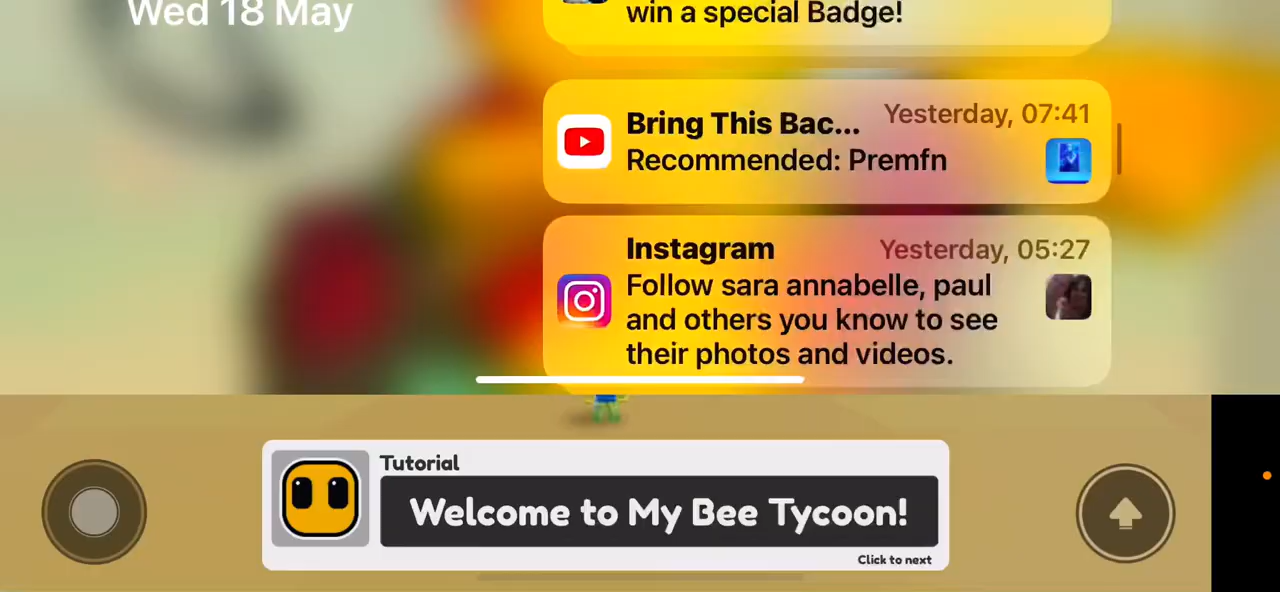 Wed 18 May
win a special Badge!
Bring This Bac...
Yesterday, 07:41
Recommended: Premfn
Instagram
Yesterday, 05:27
Follow sara annabelle, paul
and others you know to see
their photos and videos.
Tutorial
Welcome to My Bee Tycoon!
Click to next